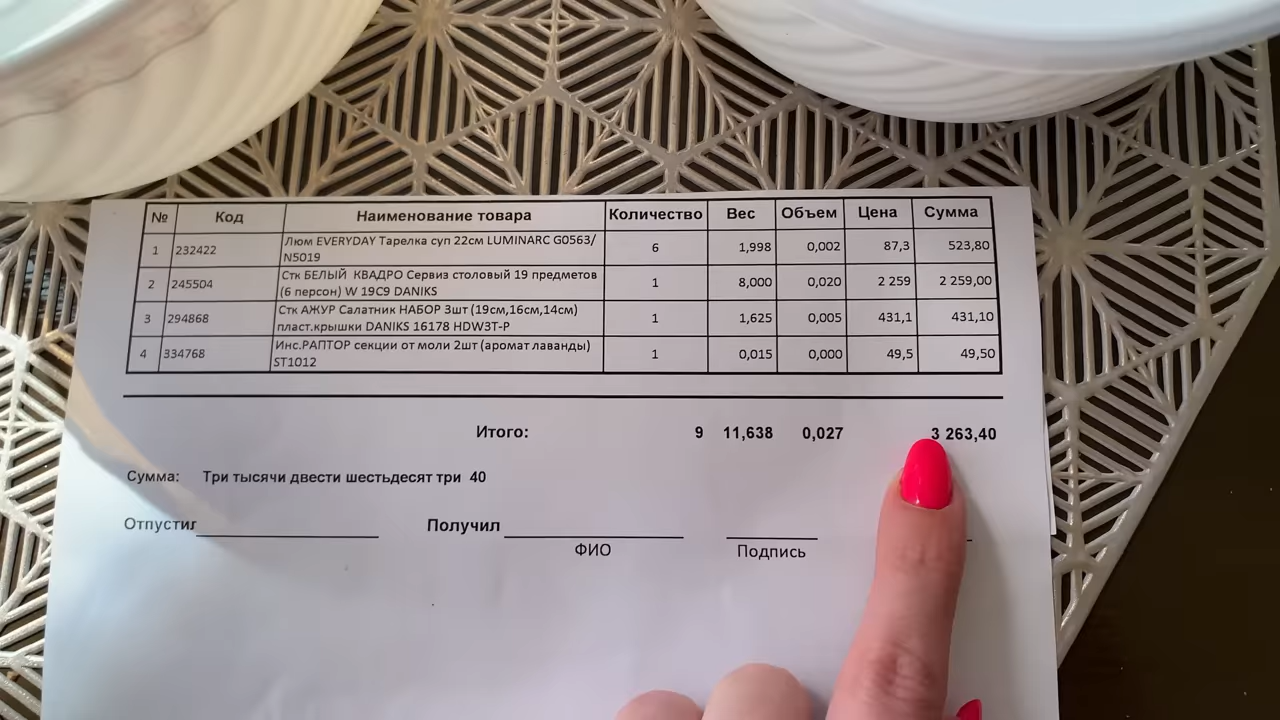 № Код Наименование товара Количество Вес Объем Цена Сумма
1 232422 Люм EVERYDAY Тарелка суп 22см LUMINARC G0563/ 6 1,998 0,002 87,3 523,80
N5019
2 245504 Стк БЕЛЫЙ КВАДРО Сервиз столовый 19 предметов 1 8,000 0,020 2 259 2 259,00
(6 персон) W 19C9 DANIKS
3 294868 Стк АЖУР Салатник НАБОР 3шт (19см,16см,14см) 1 1,625 0,005 431,1 431,10
пласт.крышки DANIKS 16178 HDW3T-P
4 334768 Инс.РАПТОР секции от моли 2шт (аромат лаванды) 1 0,015 0,000 49,5 49,50
ST1012
Итого: 9 11,638 0,027 3 263,40
Сумма: Три тысячи двести шестьдесят три 40
Отпустил Получил
ФИО Подпись